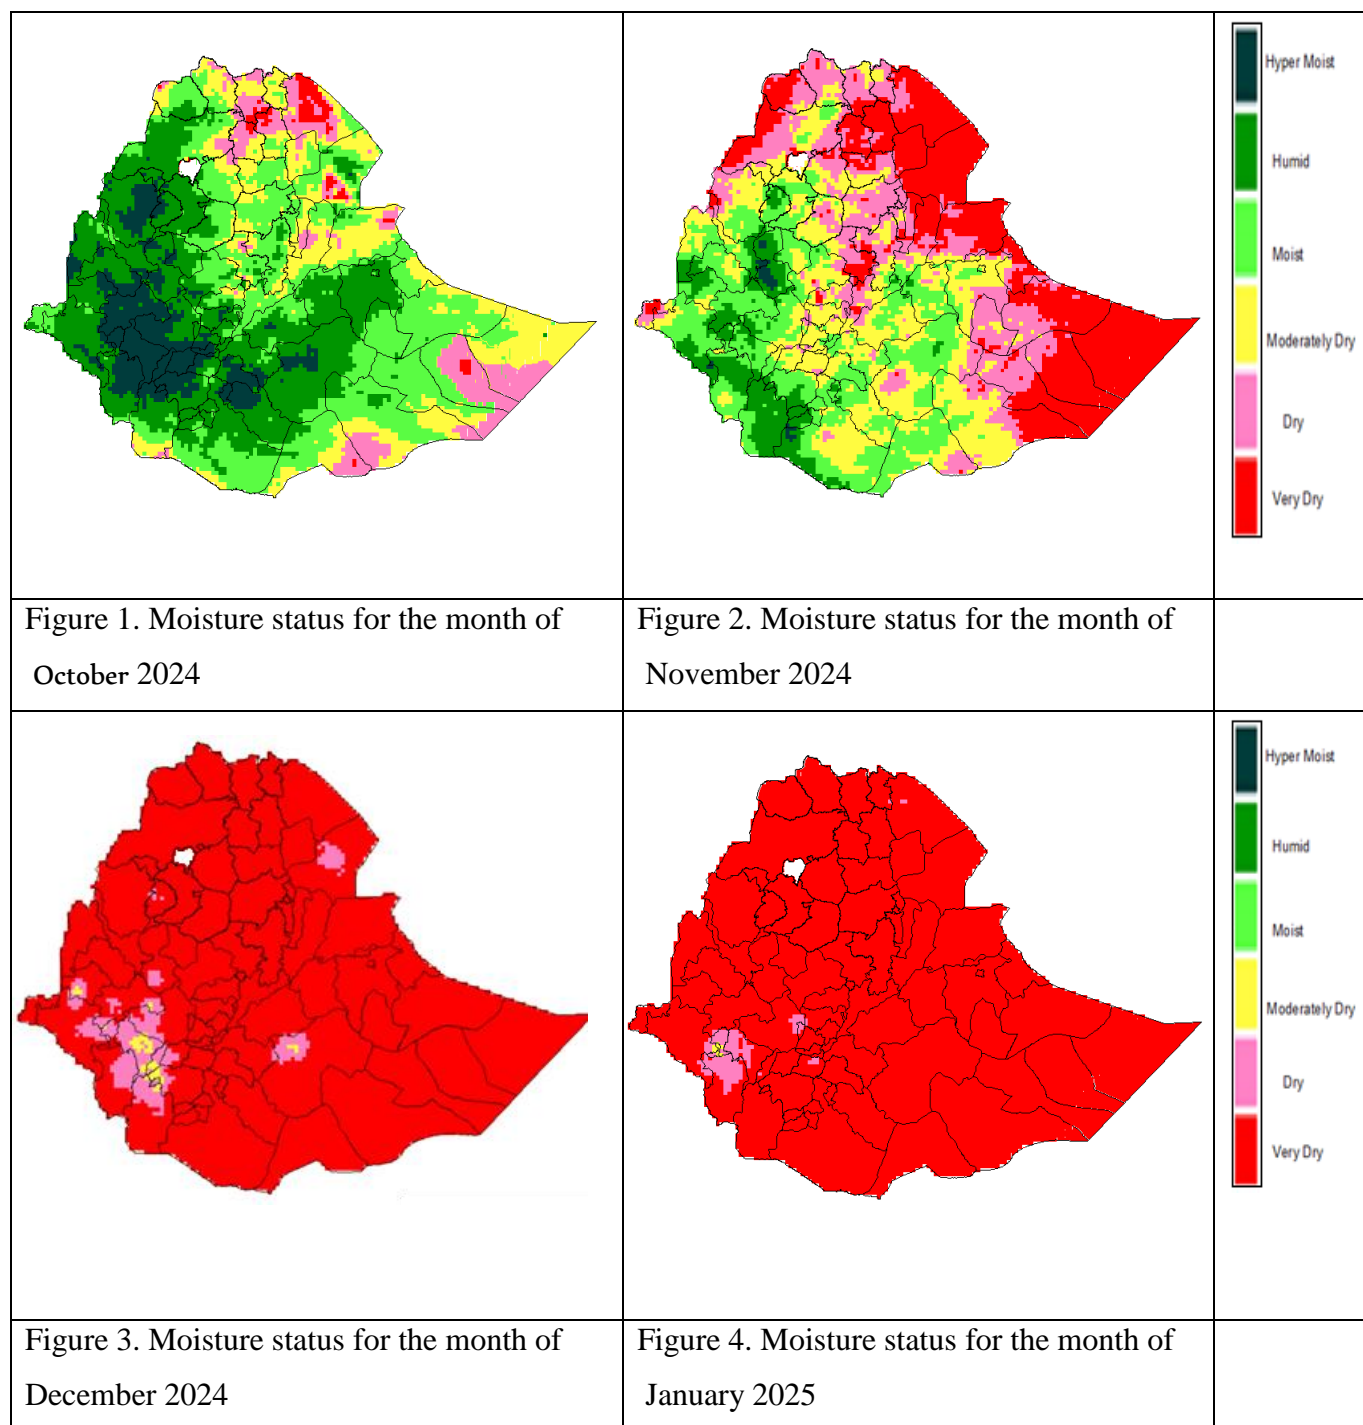 Hyper Moist
Humid
Moist
Moderately Dry
Dry
Very Dry
Figure 1. Moisture status for the month of
October 2024
Figure 2. Moisture status for the month of
November 2024
Hyper Moist
Humid
Moist
Moderately Dry
Dry
Very Dry
Figure 3. Moisture status for the month of
December 2024
Figure 4. Moisture status for the month of
January 2025